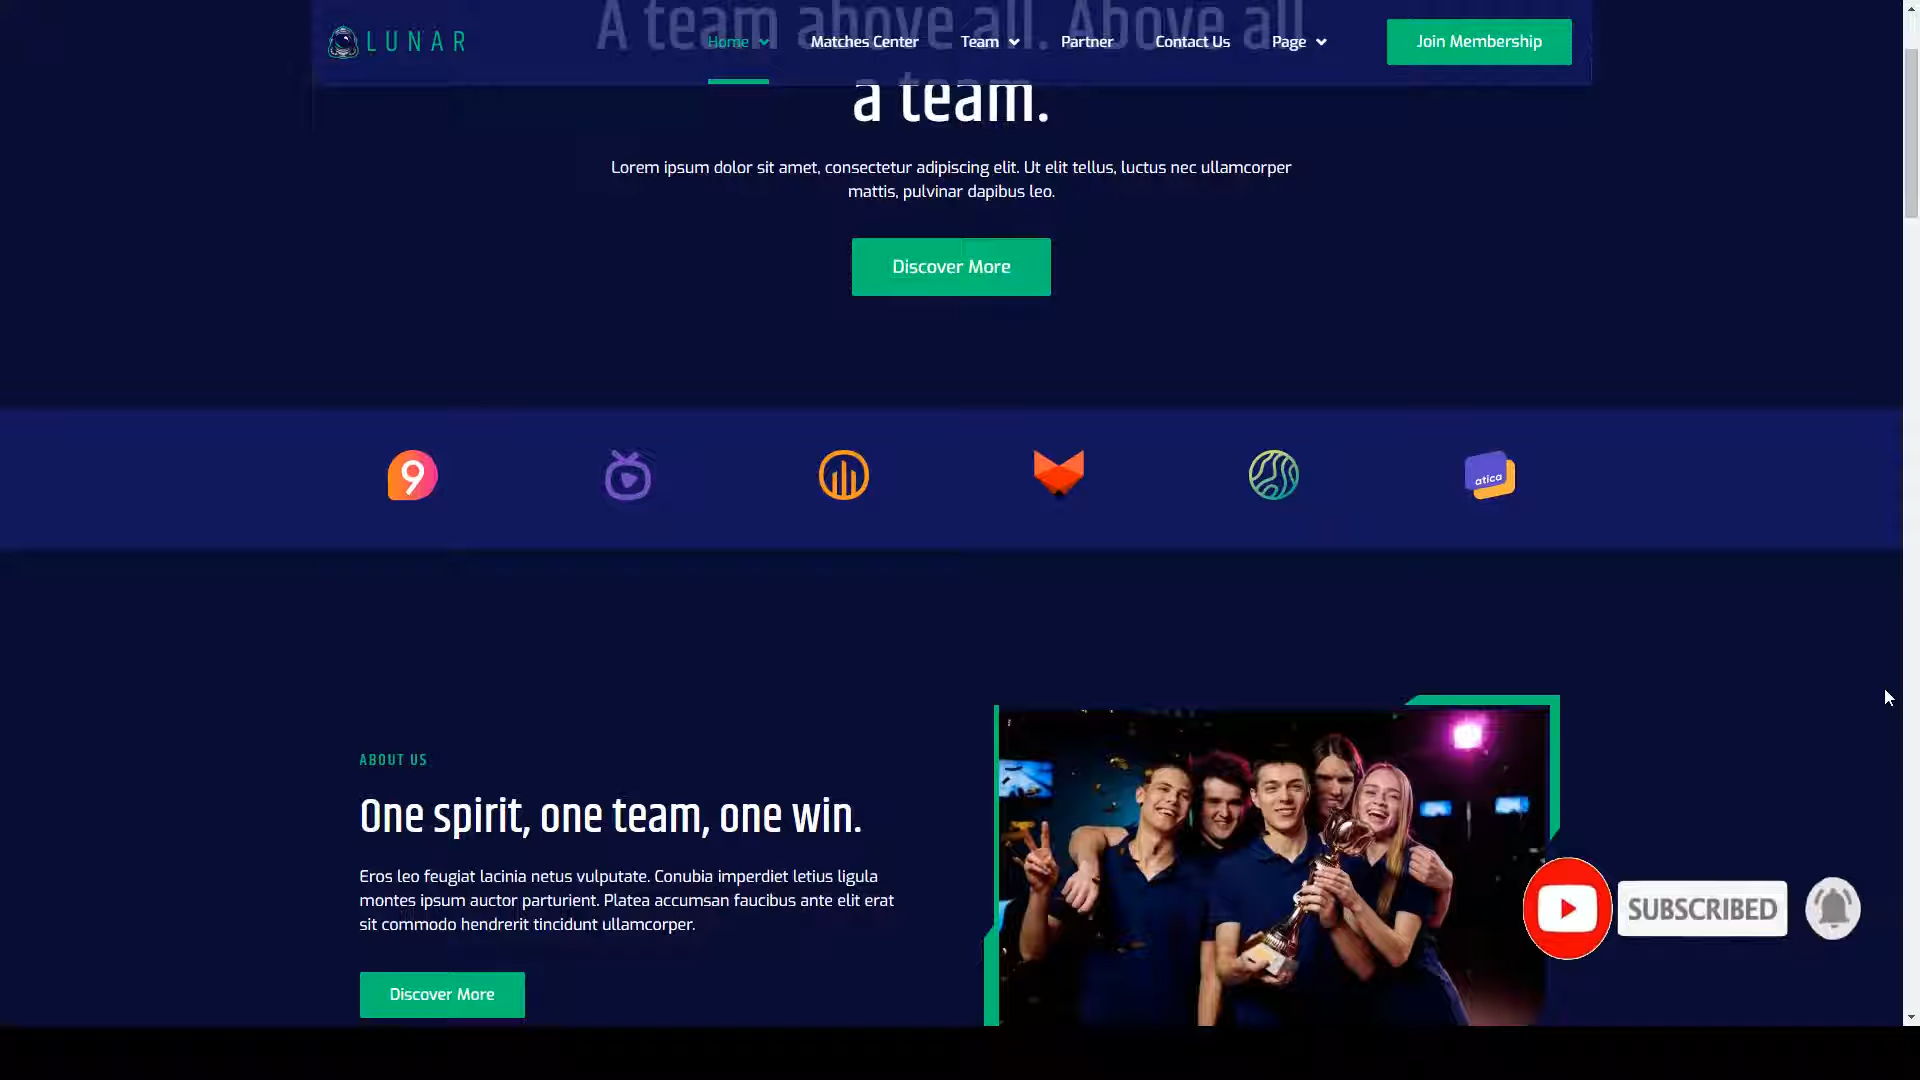 LUNAR
Home
Matches Center
Team
Partner
Contact Us
Page
Join Membership
A team above all. Above all
a team.
Lorem ipsum dolor sit amet, consectetur adipiscing elit. Ut elit tellus, luctus nec ullamcorper
mattis, pulvinar dapibus leo.
Discover More
9
atica
ABOUT US
One spirit, one team, one win.
Eros leo feugiat lacinia netus vulputate. Conubia imperdiet letius ligula
montes ipsum auctor parturient. Platea accumsan faucibus ante elit erat
sit commodo hendrerit tincidunt ullamcorper.
Discover More
SUBSCRIBED